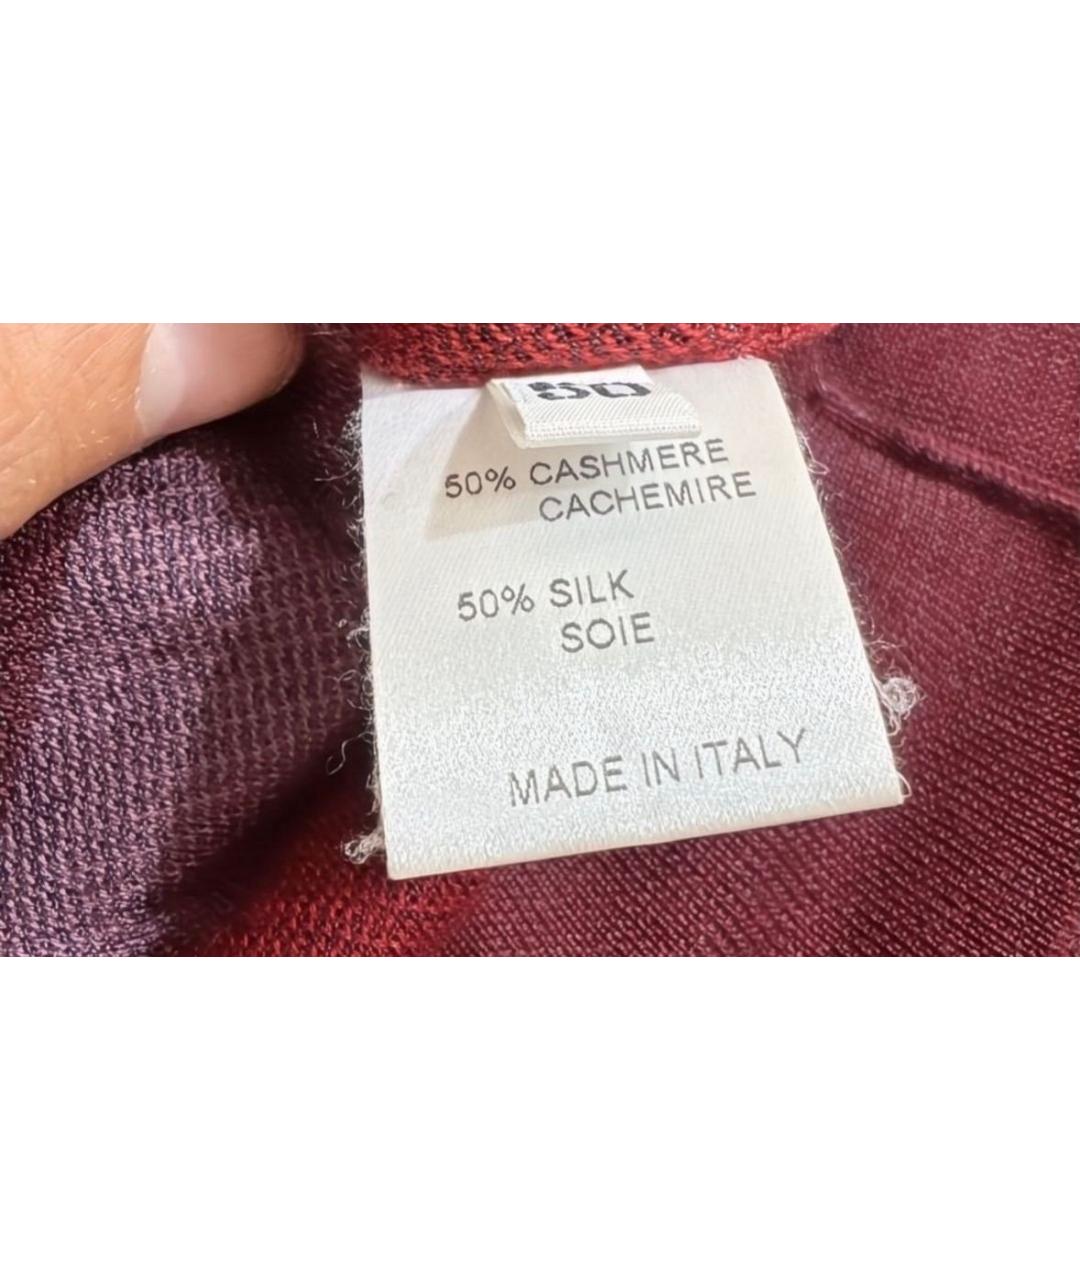 50
50% CASHMERE
CACHEMIRE
50% SILK
SOIE
MADE IN ITALY